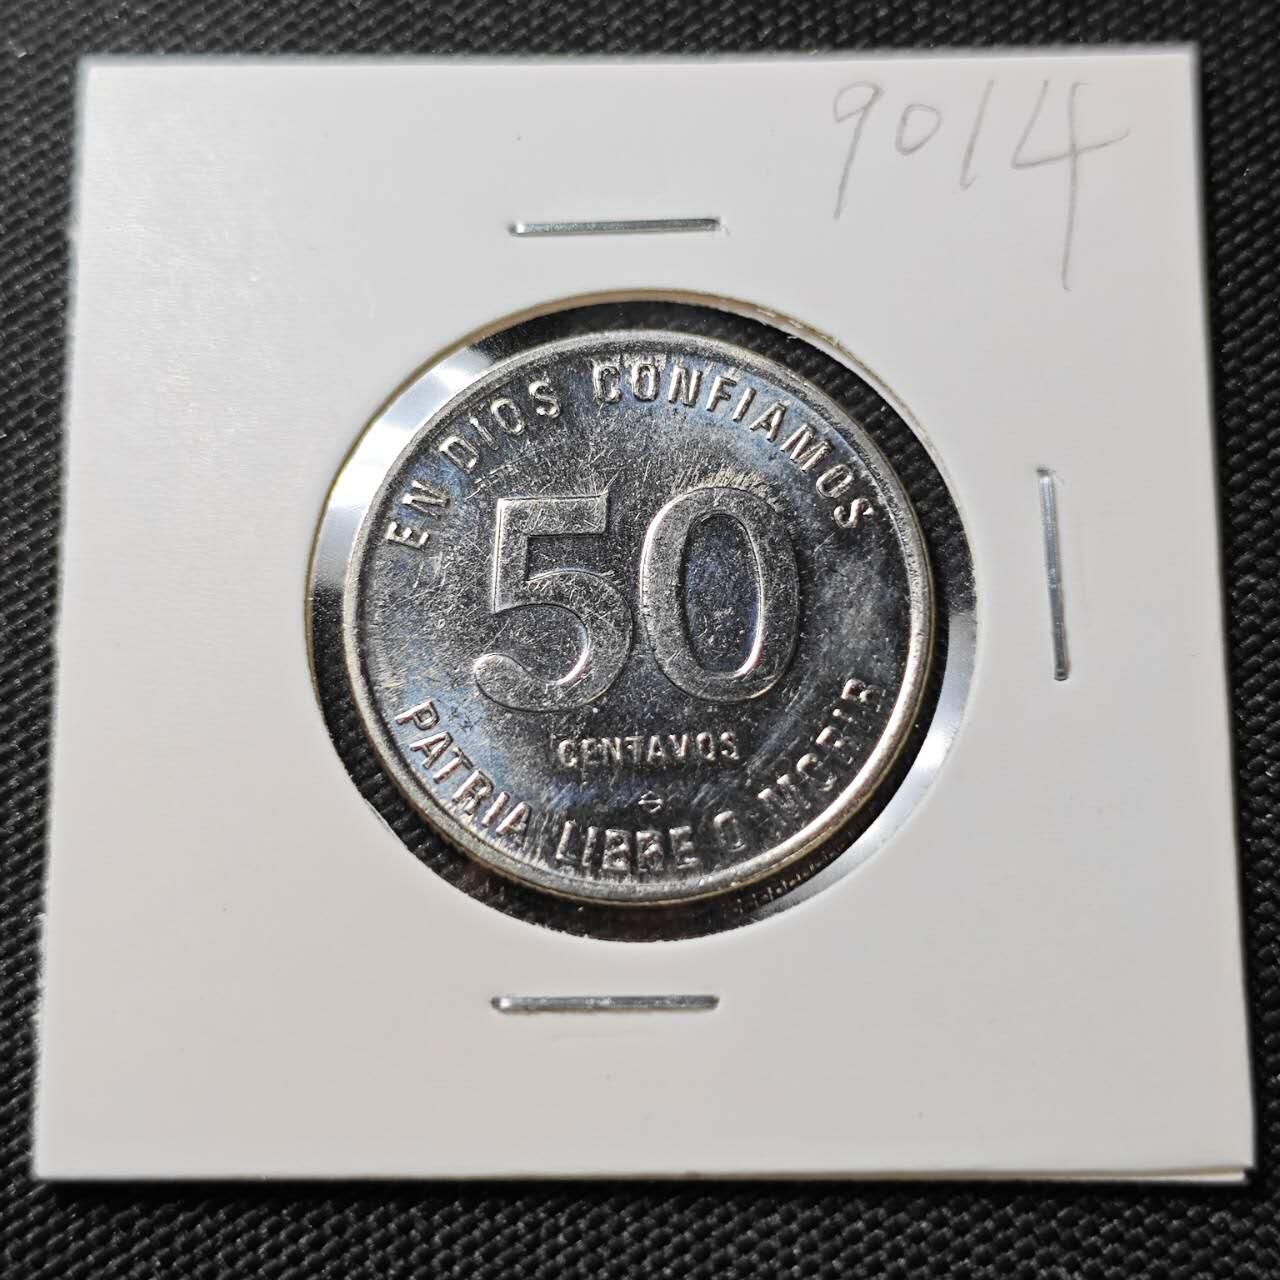 9014
EN DIOS CONFIAMOS
50
CENTAVOS
PATRIA LIBRE O MORIR